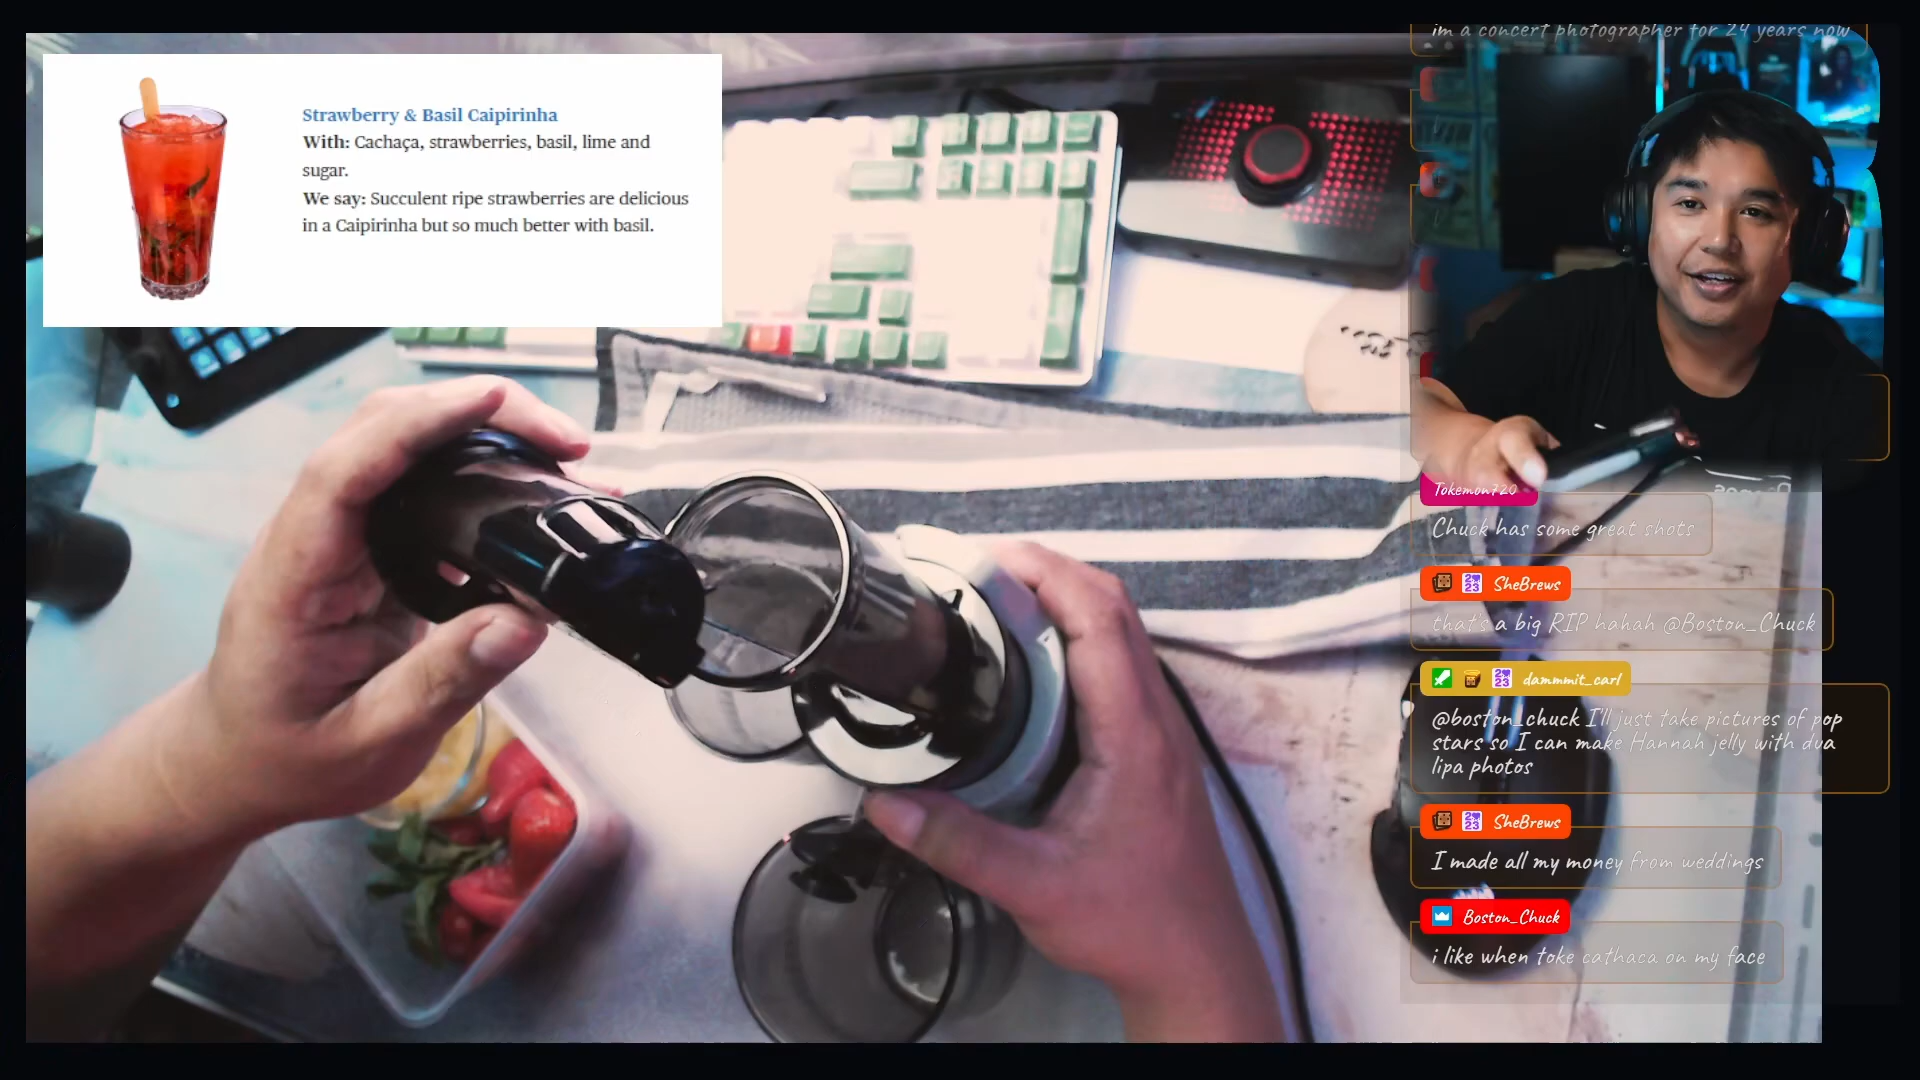 Strawberry & Basil Caipirinha
With: Cachaça, strawberries, basil, lime and
sugar.
We say: Succulent ripe strawberries are delicious
in a Caipirinha but so much better with basil.
im a concert photographer for 24 years now
Tokemon720
Chuck has some great shots
SheBrews
that's a big RIP hahah @Boston_Chuck
dammmit_carl
@boston_chuck I'll just take pictures of pop
stars so I can make Hannah jelly with dua
lipa photos
SheBrews
I made all my money from weddings
Boston_Chuck
i like when toke cathaca on my face